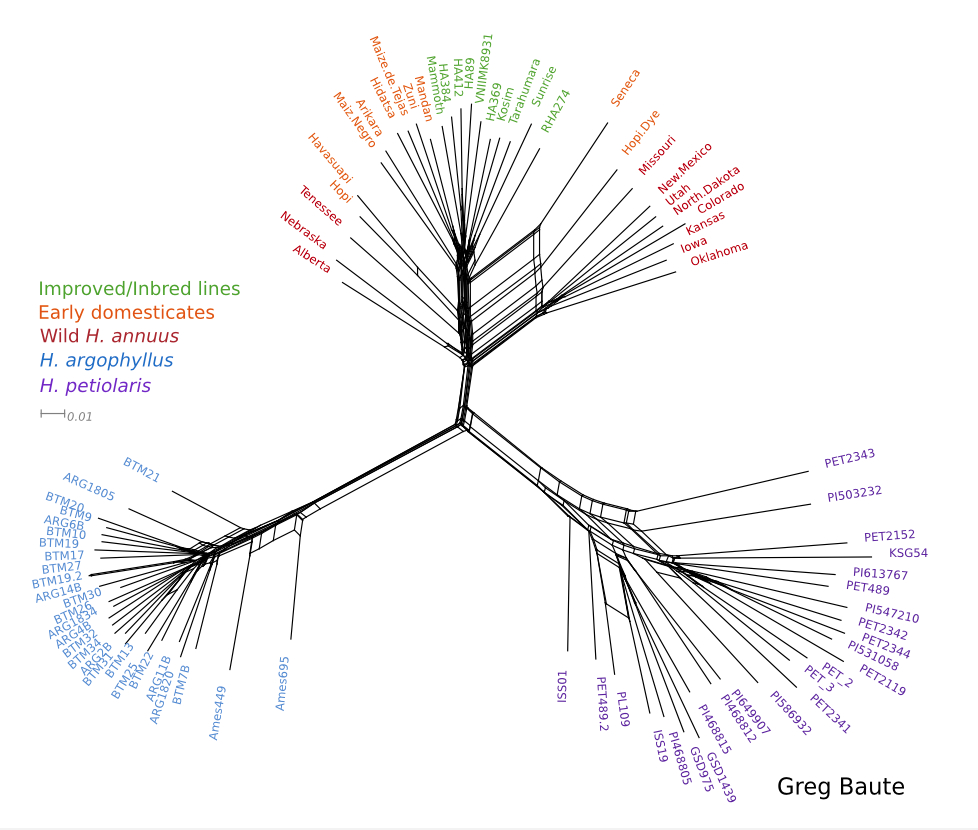 Maize.de.Tejas
Hidatsa
Zuni
Mandan
Mammoth
HA384
HA412
HA89
VNIIMK8931
HA369
Kosim
Tarahumara
Sunrise
RHA274
Seneca
Hopi.Dye
Missouri
New.Mexico
Utah
North.Dakota
Colorado
Kansas
Iowa
Oklahoma
Arikara
Maiz.Negro
Havasuapi
Hopi
Tenessee
Nebraska
Alberta
Improved/Inbred lines
Early domesticates
Wild H. annuus
H. argophyllus
H. petiolaris
0.01
BTM21
ARG1805
BTM20
BTM9
ARG6B
BTM10
BTM19
BTM17
BTM27
BTM19.2
ARG14B
BTM30
BTM26
ARG1834
ARG4B
BTM32
BTM34
ARG2B
BTM31
BTM13
BTM25
BTM22
ARG11B
ARG1820
BTM7B
Ames449
Ames695
PET2343
PI503232
PET2152
KSG54
PI613767
PET489
PI547210
PET2342
PET2344
PI531058
PET2119
PET_2
PET_3
PET2341
PI586932
PI649907
PI468812
PI468815
GSD1439
GSD975
PI468805
ISS19
PL109
PET489.2
ISS01
Greg Baute